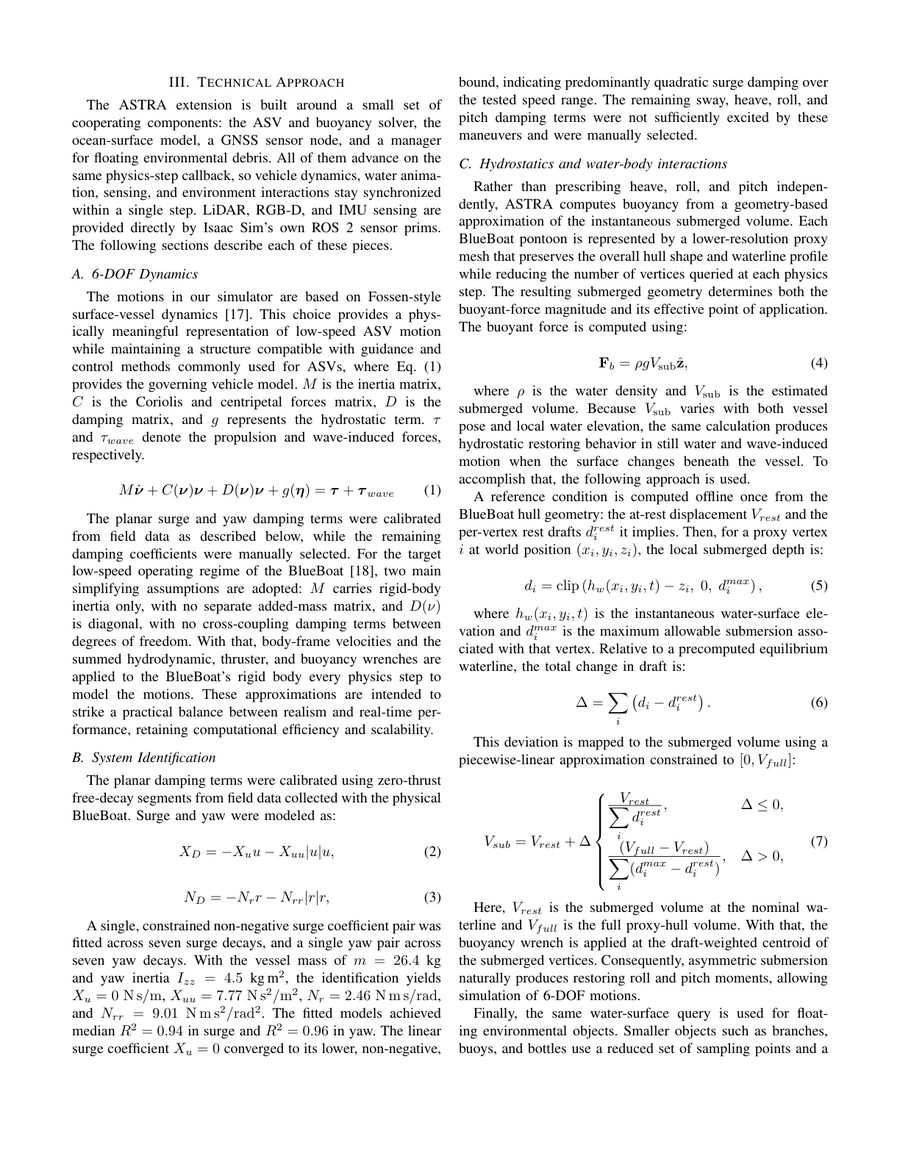 III. TECHNICAL APPROACH
The ASTRA extension is built around a small set of
cooperating components: the ASV and buoyancy solver, the
ocean-surface model, a GNSS sensor node, and a manager
for floating environmental debris. All of them advance on the
same physics-step callback, so vehicle dynamics, water anima-
tion, sensing, and environment interactions stay synchronized
within a single step. LiDAR, RGB-D, and IMU sensing are
provided directly by Isaac Sim's own ROS 2 sensor prims.
The following sections describe each of these pieces.
A. 6-DOF Dynamics
The motions in our simulator are based on Fossen-style
surface-vessel dynamics [17]. This choice provides a phys-
ically meaningful representation of low-speed ASV motion
while maintaining a structure compatible with guidance and
control methods commonly used for ASVs, where Eq. (1)
provides the governing vehicle model. M is the inertia matrix,
C is the Coriolis and centripetal forces matrix, D is the
damping matrix, and g represents the hydrostatic term. τ
and τ_wave denote the propulsion and wave-induced forces,
respectively.
Mν̇ + C(ν)ν + D(ν)ν + g(η) = τ + τ_wave (1)
The planar surge and yaw damping terms were calibrated
from field data as described below, while the remaining
damping coefficients were manually selected. For the target
low-speed operating regime of the BlueBoat [18], two main
simplifying assumptions are adopted: M carries rigid-body
inertia only, with no separate added-mass matrix, and D(ν)
is diagonal, with no cross-coupling damping terms between
degrees of freedom. With that, body-frame velocities and the
summed hydrodynamic, thruster, and buoyancy wrenches are
applied to the BlueBoat's rigid body every physics step to
model the motions. These approximations are intended to
strike a practical balance between realism and real-time per-
formance, retaining computational efficiency and scalability.
B. System Identification
The planar damping terms were calibrated using zero-thrust
free-decay segments from field data collected with the physical
BlueBoat. Surge and yaw were modeled as:
X_D = −X_u u − X_uu|u|u, (2)
N_D = −N_r r − N_rr|r|r, (3)
A single, constrained non-negative surge coefficient pair was
fitted across seven surge decays, and a single yaw pair across
seven yaw decays. With the vessel mass of m = 26.4 kg
and yaw inertia I_zz = 4.5 kg m², the identification yields
X_u = 0 N s/m, X_uu = 7.77 N s²/m², N_r = 2.46 N m s/rad,
and N_rr = 9.01 N m s²/rad². The fitted models achieved
median R² = 0.94 in surge and R² = 0.96 in yaw. The linear
surge coefficient X_u = 0 converged to its lower, non-negative,
bound, indicating predominantly quadratic surge damping over
the tested speed range. The remaining sway, heave, roll, and
pitch damping terms were not sufficiently excited by these
maneuvers and were manually selected.
C. Hydrostatics and water-body interactions
Rather than prescribing heave, roll, and pitch indepen-
dently, ASTRA computes buoyancy from a geometry-based
approximation of the instantaneous submerged volume. Each
BlueBoat pontoon is represented by a lower-resolution proxy
mesh that preserves the overall hull shape and waterline profile
while reducing the number of vertices queried at each physics
step. The resulting submerged geometry determines both the
buoyant-force magnitude and its effective point of application.
The buoyant force is computed using:
F_b = ρgV_sub ẑ, (4)
where ρ is the water density and V_sub is the estimated
submerged volume. Because V_sub varies with both vessel
pose and local water elevation, the same calculation produces
hydrostatic restoring behavior in still water and wave-induced
motion when the surface changes beneath the vessel. To
accomplish that, the following approach is used.
A reference condition is computed offline once from the
BlueBoat hull geometry: the at-rest displacement V_rest and the
per-vertex rest drafts d_i^rest it implies. Then, for a proxy vertex
i at world position (x_i, y_i, z_i), the local submerged depth is:
d_i = clip (h_w(x_i, y_i, t) − z_i, 0, d_i^max) , (5)
where h_w(x_i, y_i, t) is the instantaneous water-surface ele-
vation and d_i^max is the maximum allowable submersion asso-
ciated with that vertex. Relative to a precomputed equilibrium
waterline, the total change in draft is:
Δ = ∑_i (d_i − d_i^rest) . (6)
This deviation is mapped to the submerged volume using a
piecewise-linear approximation constrained to [0, V_full]:
V_sub = V_rest + Δ { V_rest / ∑_i d_i^rest , Δ ≤ 0,
(V_full − V_rest) / ∑_i (d_i^max − d_i^rest) , Δ > 0, (7)
Here, V_rest is the submerged volume at the nominal wa-
terline and V_full is the full proxy-hull volume. With that, the
buoyancy wrench is applied at the draft-weighted centroid of
the submerged vertices. Consequently, asymmetric submersion
naturally produces restoring roll and pitch moments, allowing
simulation of 6-DOF motions.
Finally, the same water-surface query is used for float-
ing environmental objects. Smaller objects such as branches,
buoys, and bottles use a reduced set of sampling points and a